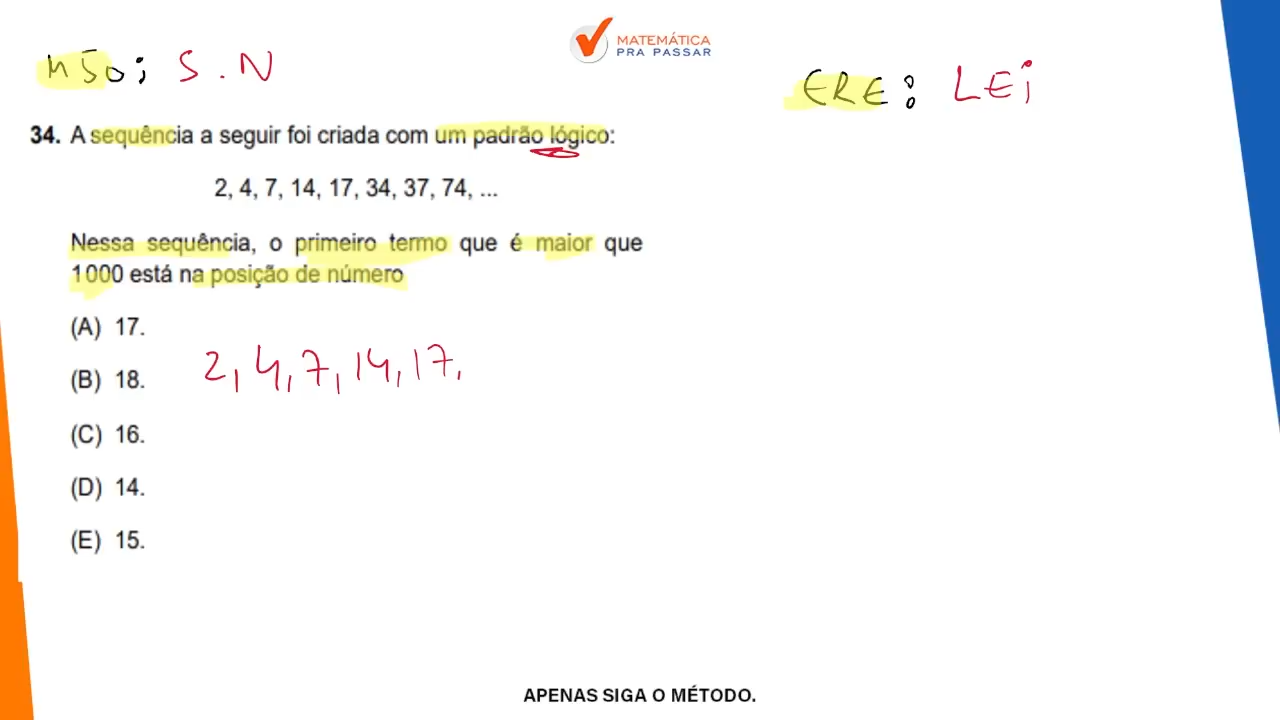 MATEMÁTICA
PRA PASSAR
M50; S.N
ERE: LEi
34. A sequência a seguir foi criada com um padrão lógico:
2, 4, 7, 14, 17, 34, 37, 74, ...
Nessa sequência, o primeiro termo que é maior que
1000 está na posição de número
(A) 17.
(B) 18.
(C) 16.
(D) 14.
(E) 15.
2, 4, 7, 14, 17,
APENAS SIGA O MÉTODO.